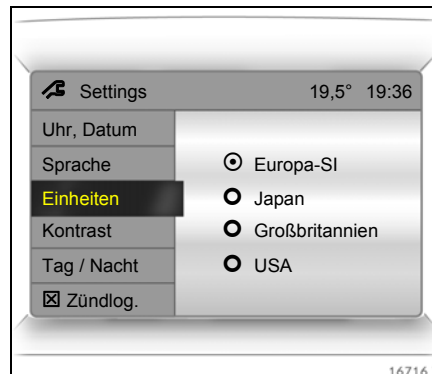 Settings 19,5° 19:36
Uhr, Datum
Sprache
Einheiten
Kontrast
Tag / Nacht
Zündlog.
Europa-SI
Japan
Großbritannien
USA
16716